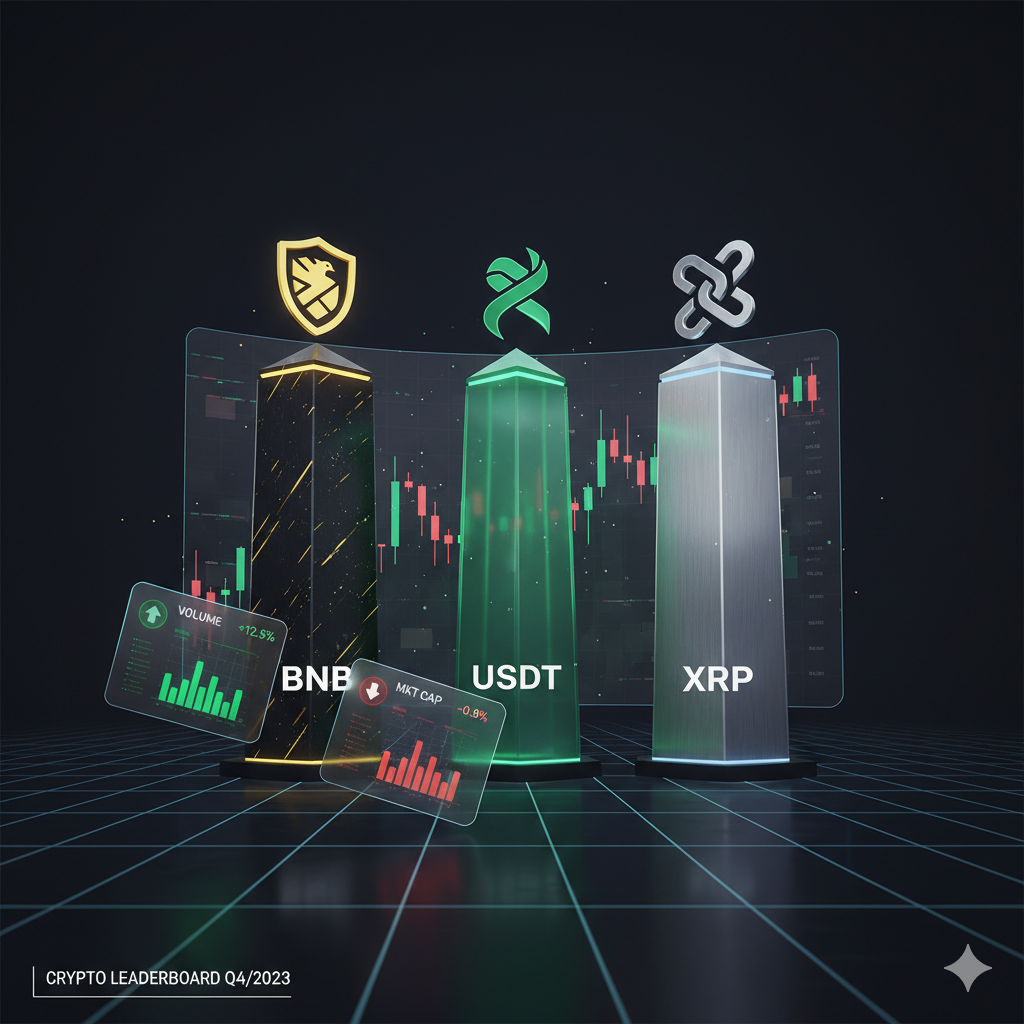 VOLUME
+12.5%
BNB
USDT
XRP
MKT CAP
-0.8%
CRYPTO LEADERBOARD Q4/2023